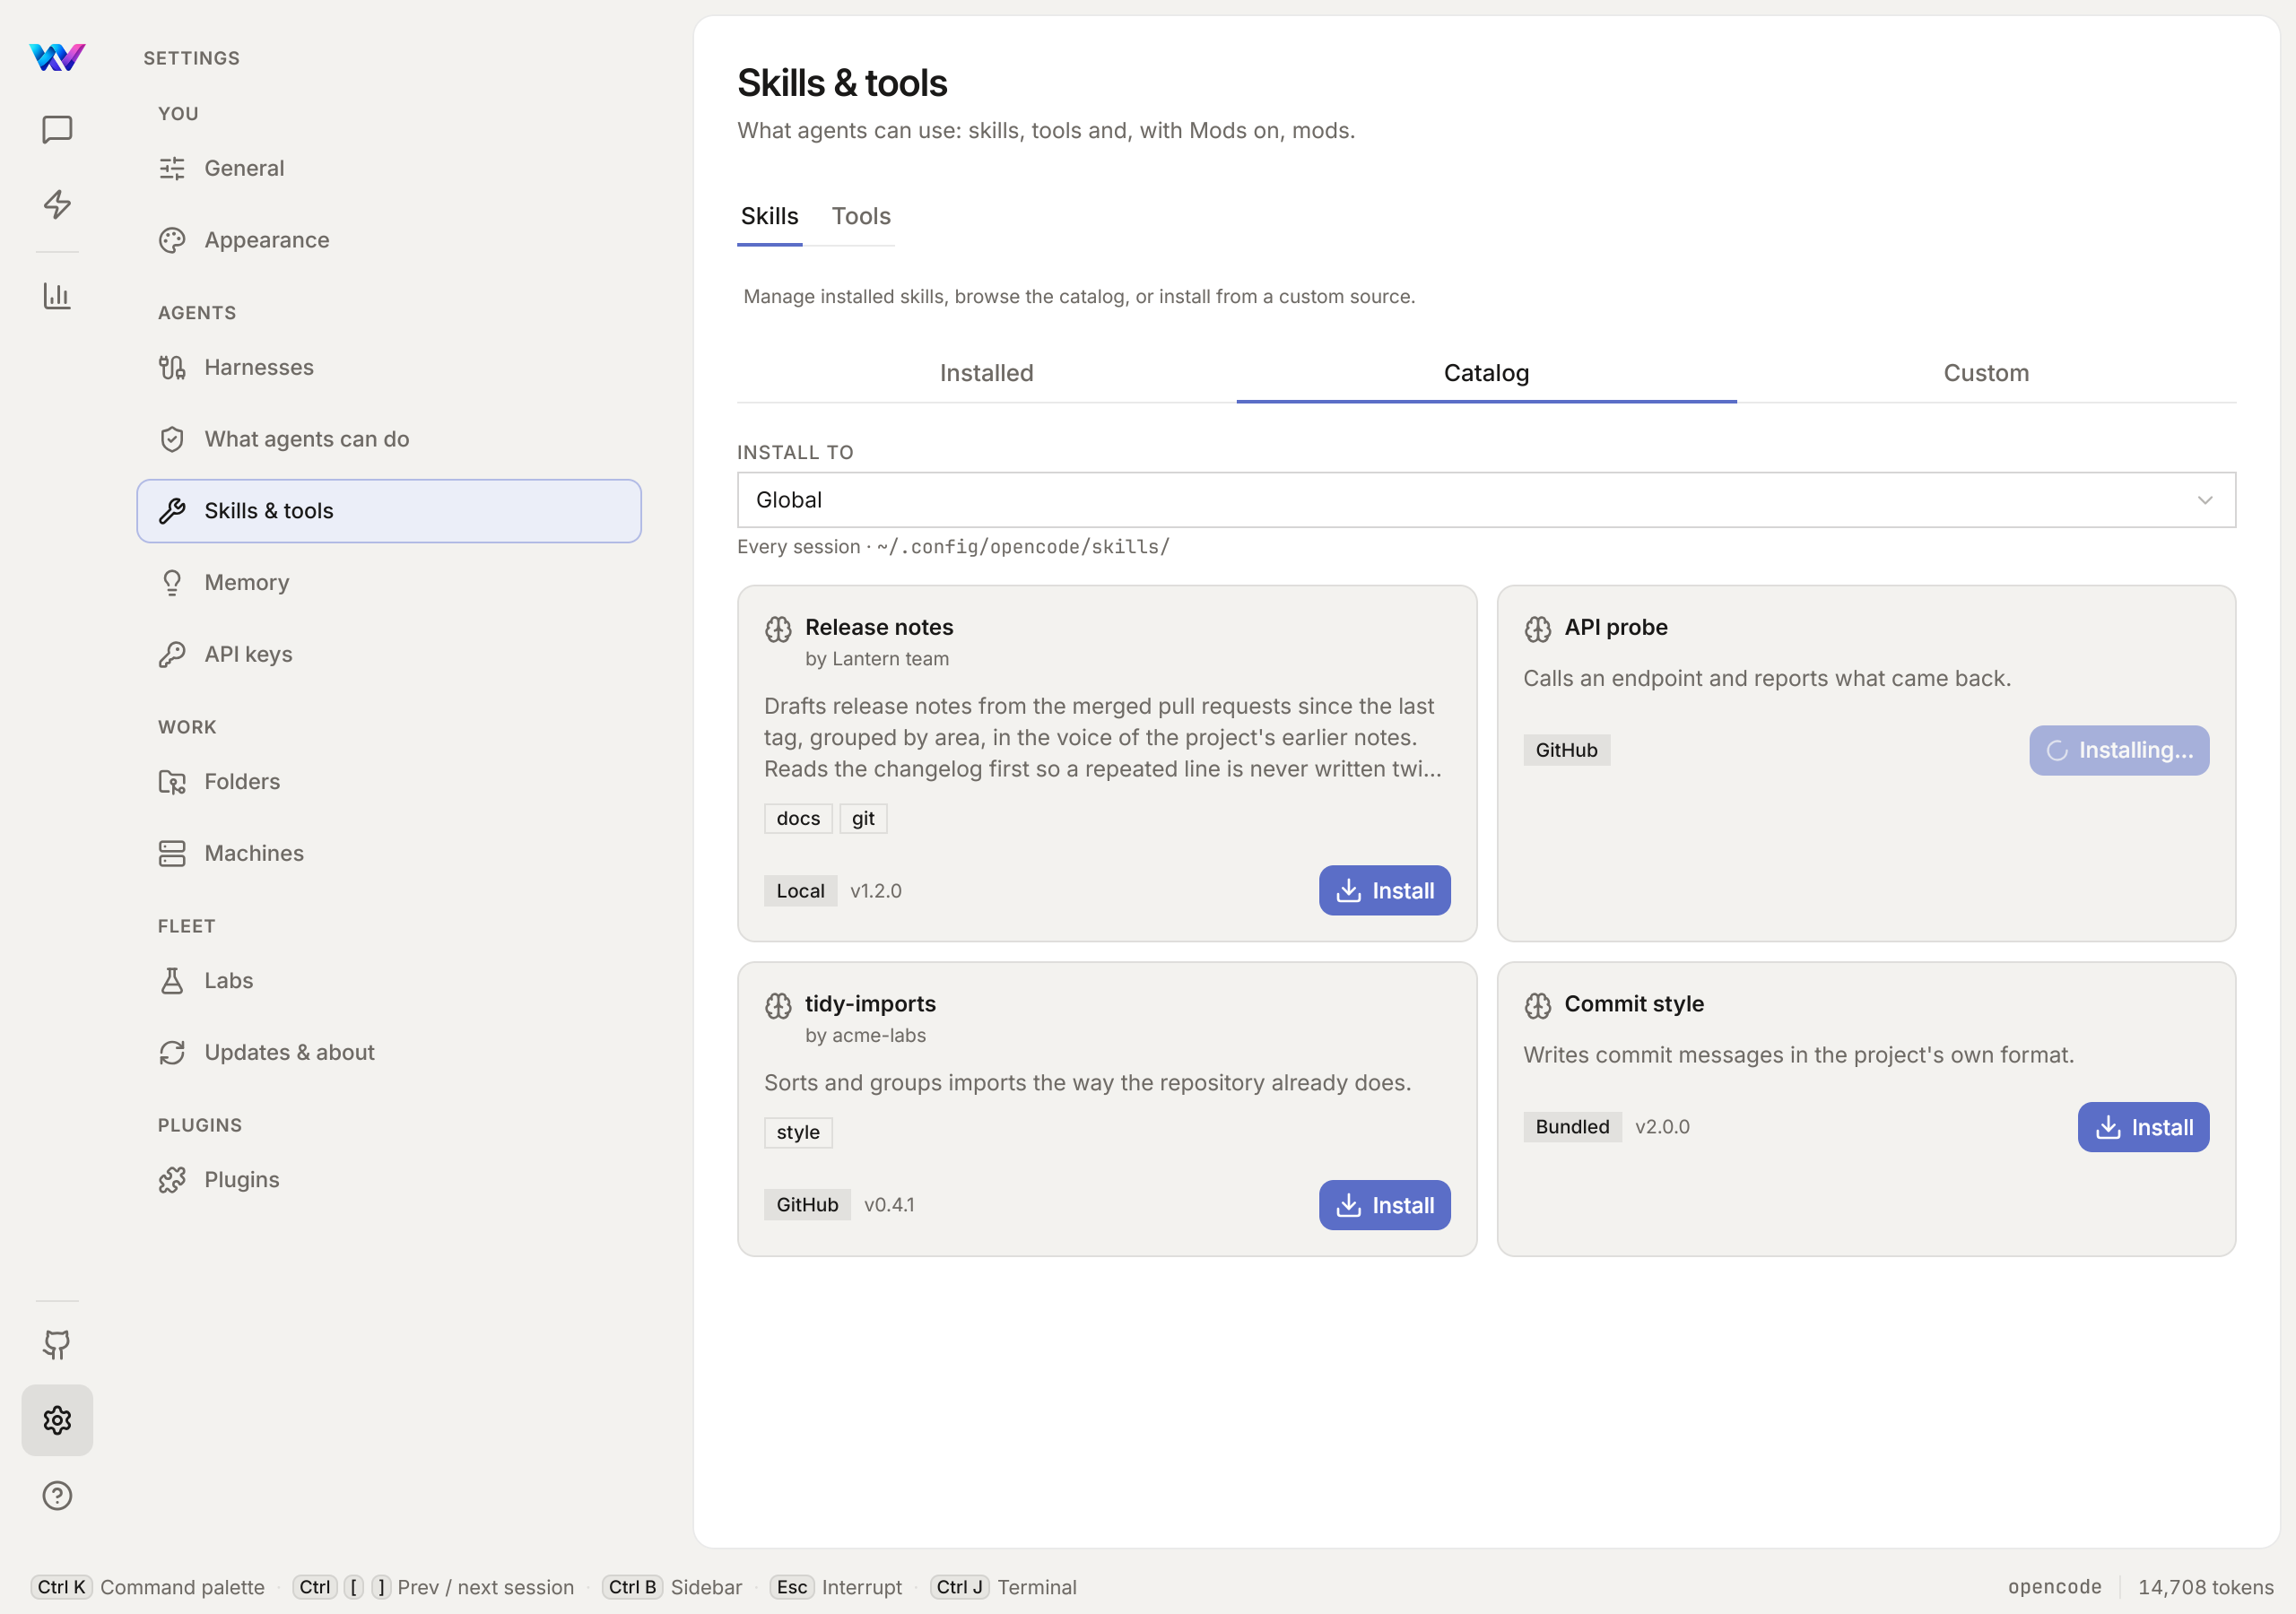 SETTINGS
YOU
General
Appearance
AGENTS
Harnesses
What agents can do
Skills & tools
Memory
API keys
WORK
Folders
Machines
FLEET
Labs
Updates & about
PLUGINS
Plugins
Skills & tools
What agents can use: skills, tools and, with Mods on, mods.
Skills Tools
Manage installed skills, browse the catalog, or install from a custom source.
Installed Catalog Custom
INSTALL TO
Global
Every session · ~/.config/opencode/skills/
Release notes
by Lantern team
Drafts release notes from the merged pull requests since the last
tag, grouped by area, in the voice of the project's earlier notes.
Reads the changelog first so a repeated line is never written twi…
docs git
Local v1.2.0 Install
API probe
Calls an endpoint and reports what came back.
GitHub Installing…
tidy-imports
by acme-labs
Sorts and groups imports the way the repository already does.
style
GitHub v0.4.1 Install
Commit style
Writes commit messages in the project's own format.
Bundled v2.0.0 Install
Ctrl K Command palette · Ctrl [ ] Prev / next session · Ctrl B Sidebar · Esc Interrupt · Ctrl J Terminal
opencode 14,708 tokens